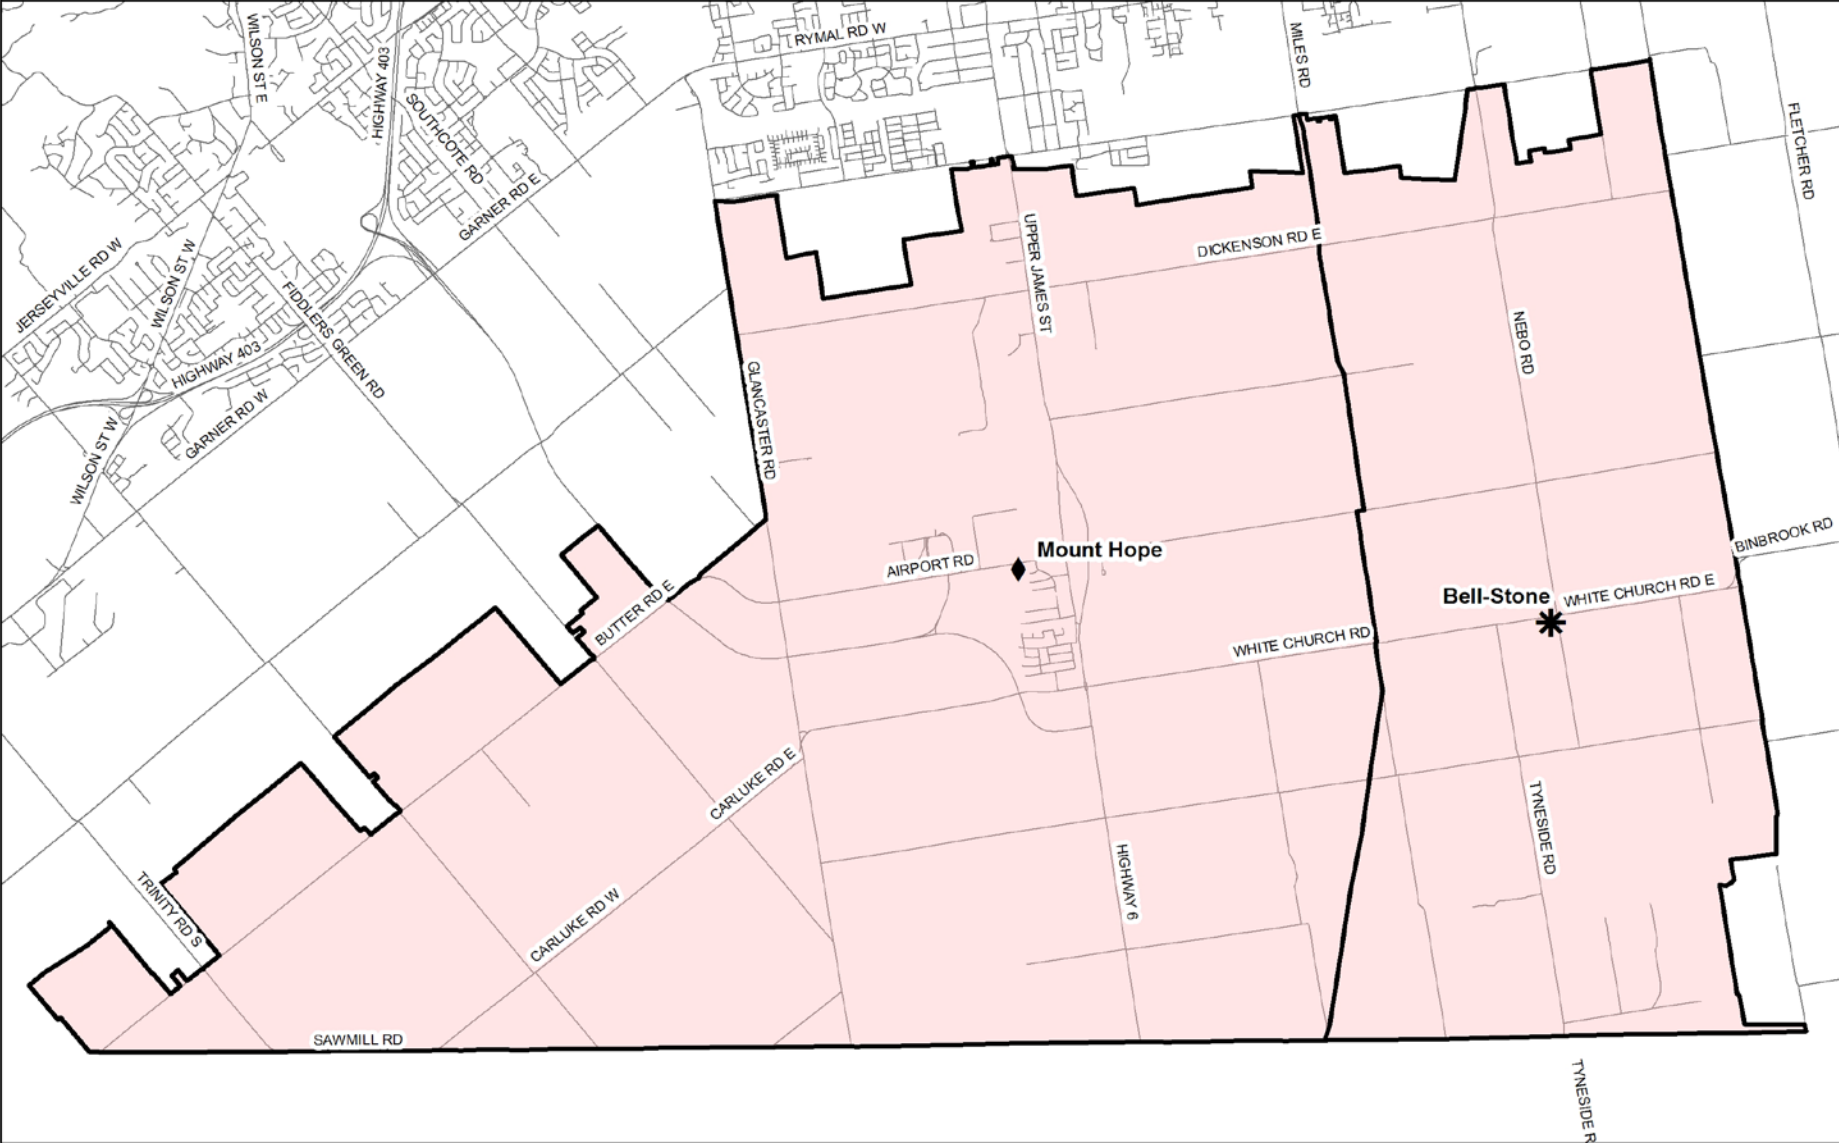 WILSON ST E
HIGHWAY 403
SOUTHCOTE RD
RYMAL RD W
MILES RD
FLETCHER RD
GARNER RD E
JERSEYVILLE RD W
WILSON ST W
FIDDLERS GREEN RD
HIGHWAY 403
GARNER RD W
WILSON ST W
UPPER JAMES ST
DICKENSON RD E
NEBO RD
GLANCASTER RD
BINBROOK RD
Mount Hope
AIRPORT RD
Bell-Stone
WHITE CHURCH RD E
BUTTER RD E
WHITE CHURCH RD
CARLUKE RD E
TYNESIDE RD
HIGHWAY 6
TRINITY RD S
CARLUKE RD W
SAWMILL RD
TYNESIDE R